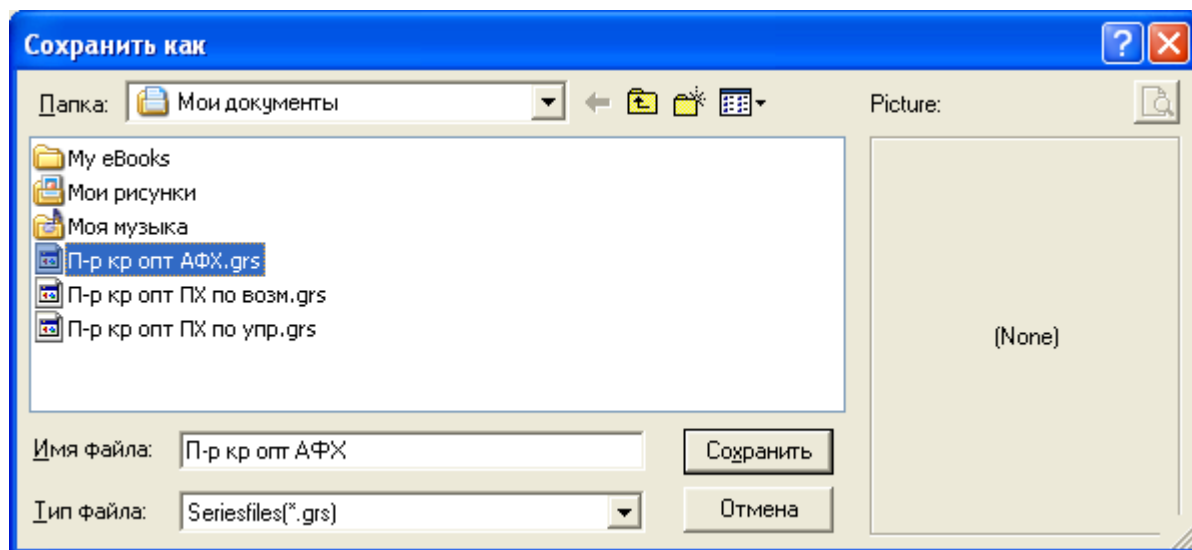 Сохранить как
Папка: Мои документы Picture:
My eBooks
Мои рисунки
Моя музыка
П-р кр опт АФХ.grs
П-р кр опт ПХ по возм.grs
П-р кр опт ПХ по упр.grs
(None)
Имя файла: П-р кр опт АФХ Сохранить
Тип файла: Seriesfiles(*.grs) Отмена